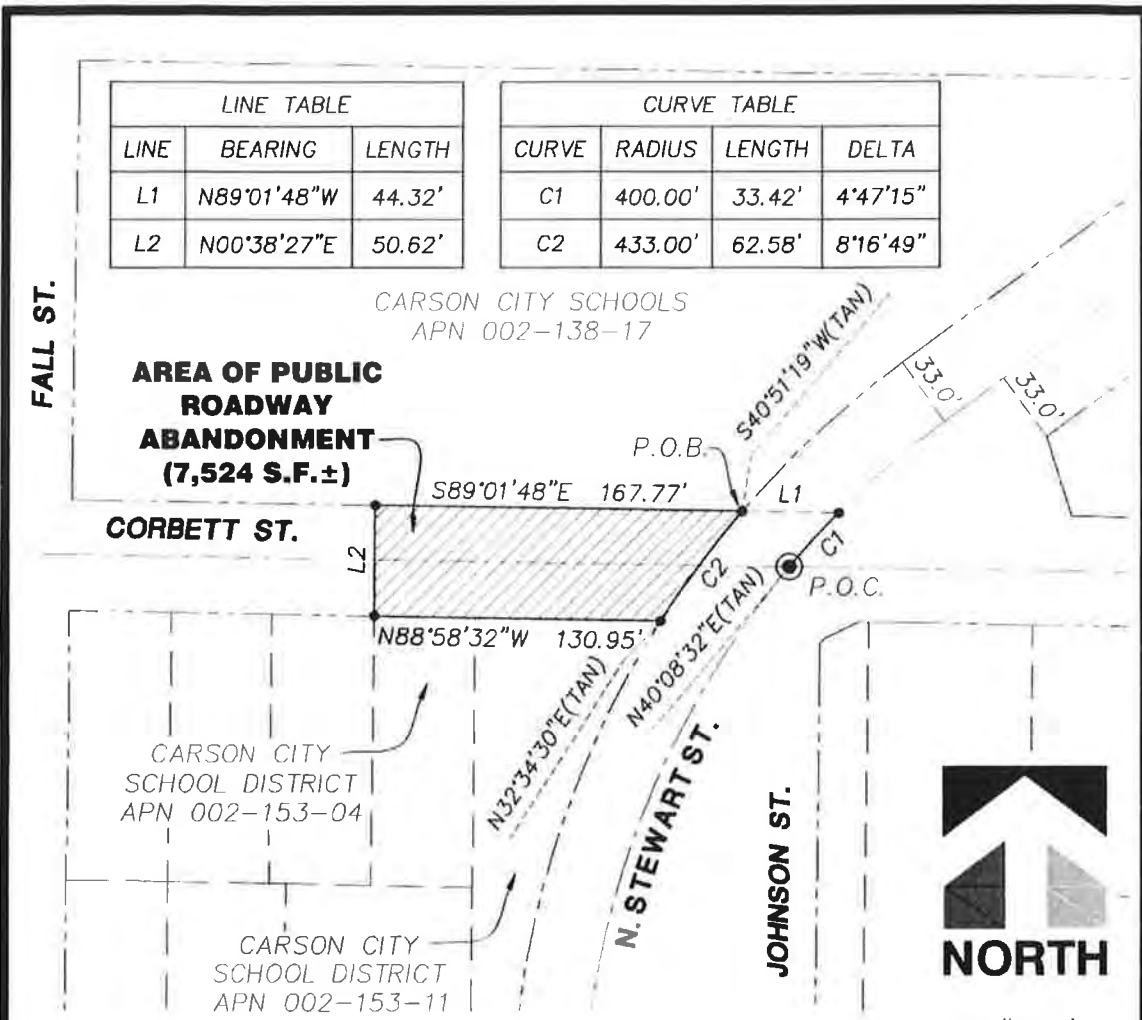 LINE TABLE
LINE BEARING LENGTH
L1 N89°01'48"W 44.32'
L2 N00°38'27"E 50.62'
CURVE TABLE
CURVE RADIUS LENGTH DELTA
C1 400.00' 33.42' 4°47'15"
C2 433.00' 62.58' 8°16'49"
CARSON CITY SCHOOLS
APN 002-138-17
FALL ST.
AREA OF PUBLIC
ROADWAY
ABANDONMENT
(7,524 S.F.±)
S40°51'19"W(TAN)
33.0'
33.0'
P.O.B.
S89°01'48"E 167.77'
L1
CORBETT ST.
L2
C2
C1
P.O.C.
N88°58'32"W 130.95'
N32°34'30"E(TAN)
N40°08'32"E(TAN)
N. STEWART ST.
JOHNSON ST.
CARSON CITY
SCHOOL DISTRICT
APN 002-153-04
CARSON CITY
SCHOOL DISTRICT
APN 002-153-11
NORTH